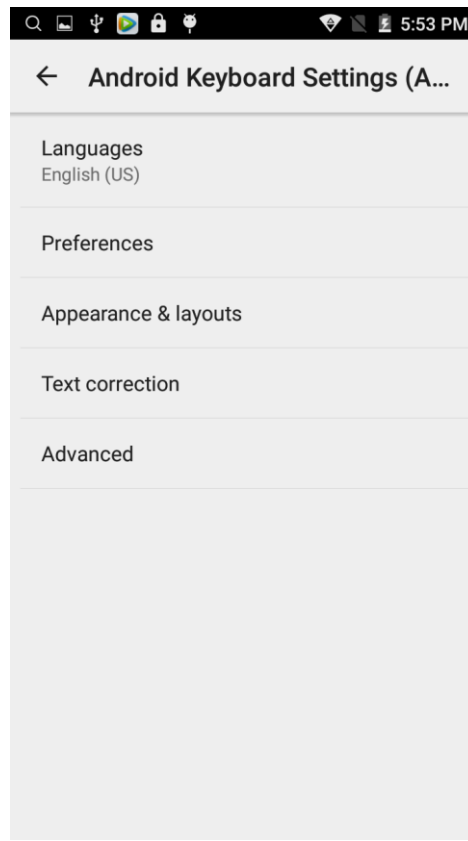 5:53 PM
Android Keyboard Settings (A...
Languages
English (US)
Preferences
Appearance & layouts
Text correction
Advanced